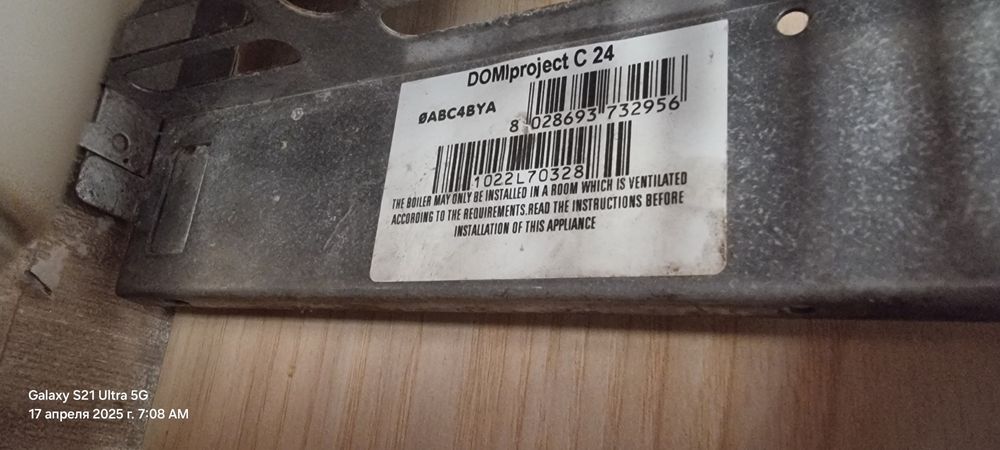 DOMIproject C 24
0ABC4BYA
8 028693 732956
1022L70328
THE BOILER MAY ONLY BE INSTALLED IN A ROOM WHICH IS VENTILATED
ACCORDING TO THE REQUIREMENTS.READ THE INSTRUCTIONS BEFORE
INSTALLATION OF THIS APPLIANCE
Galaxy S21 Ultra 5G
17 апреля 2025 г. 7:08 AM